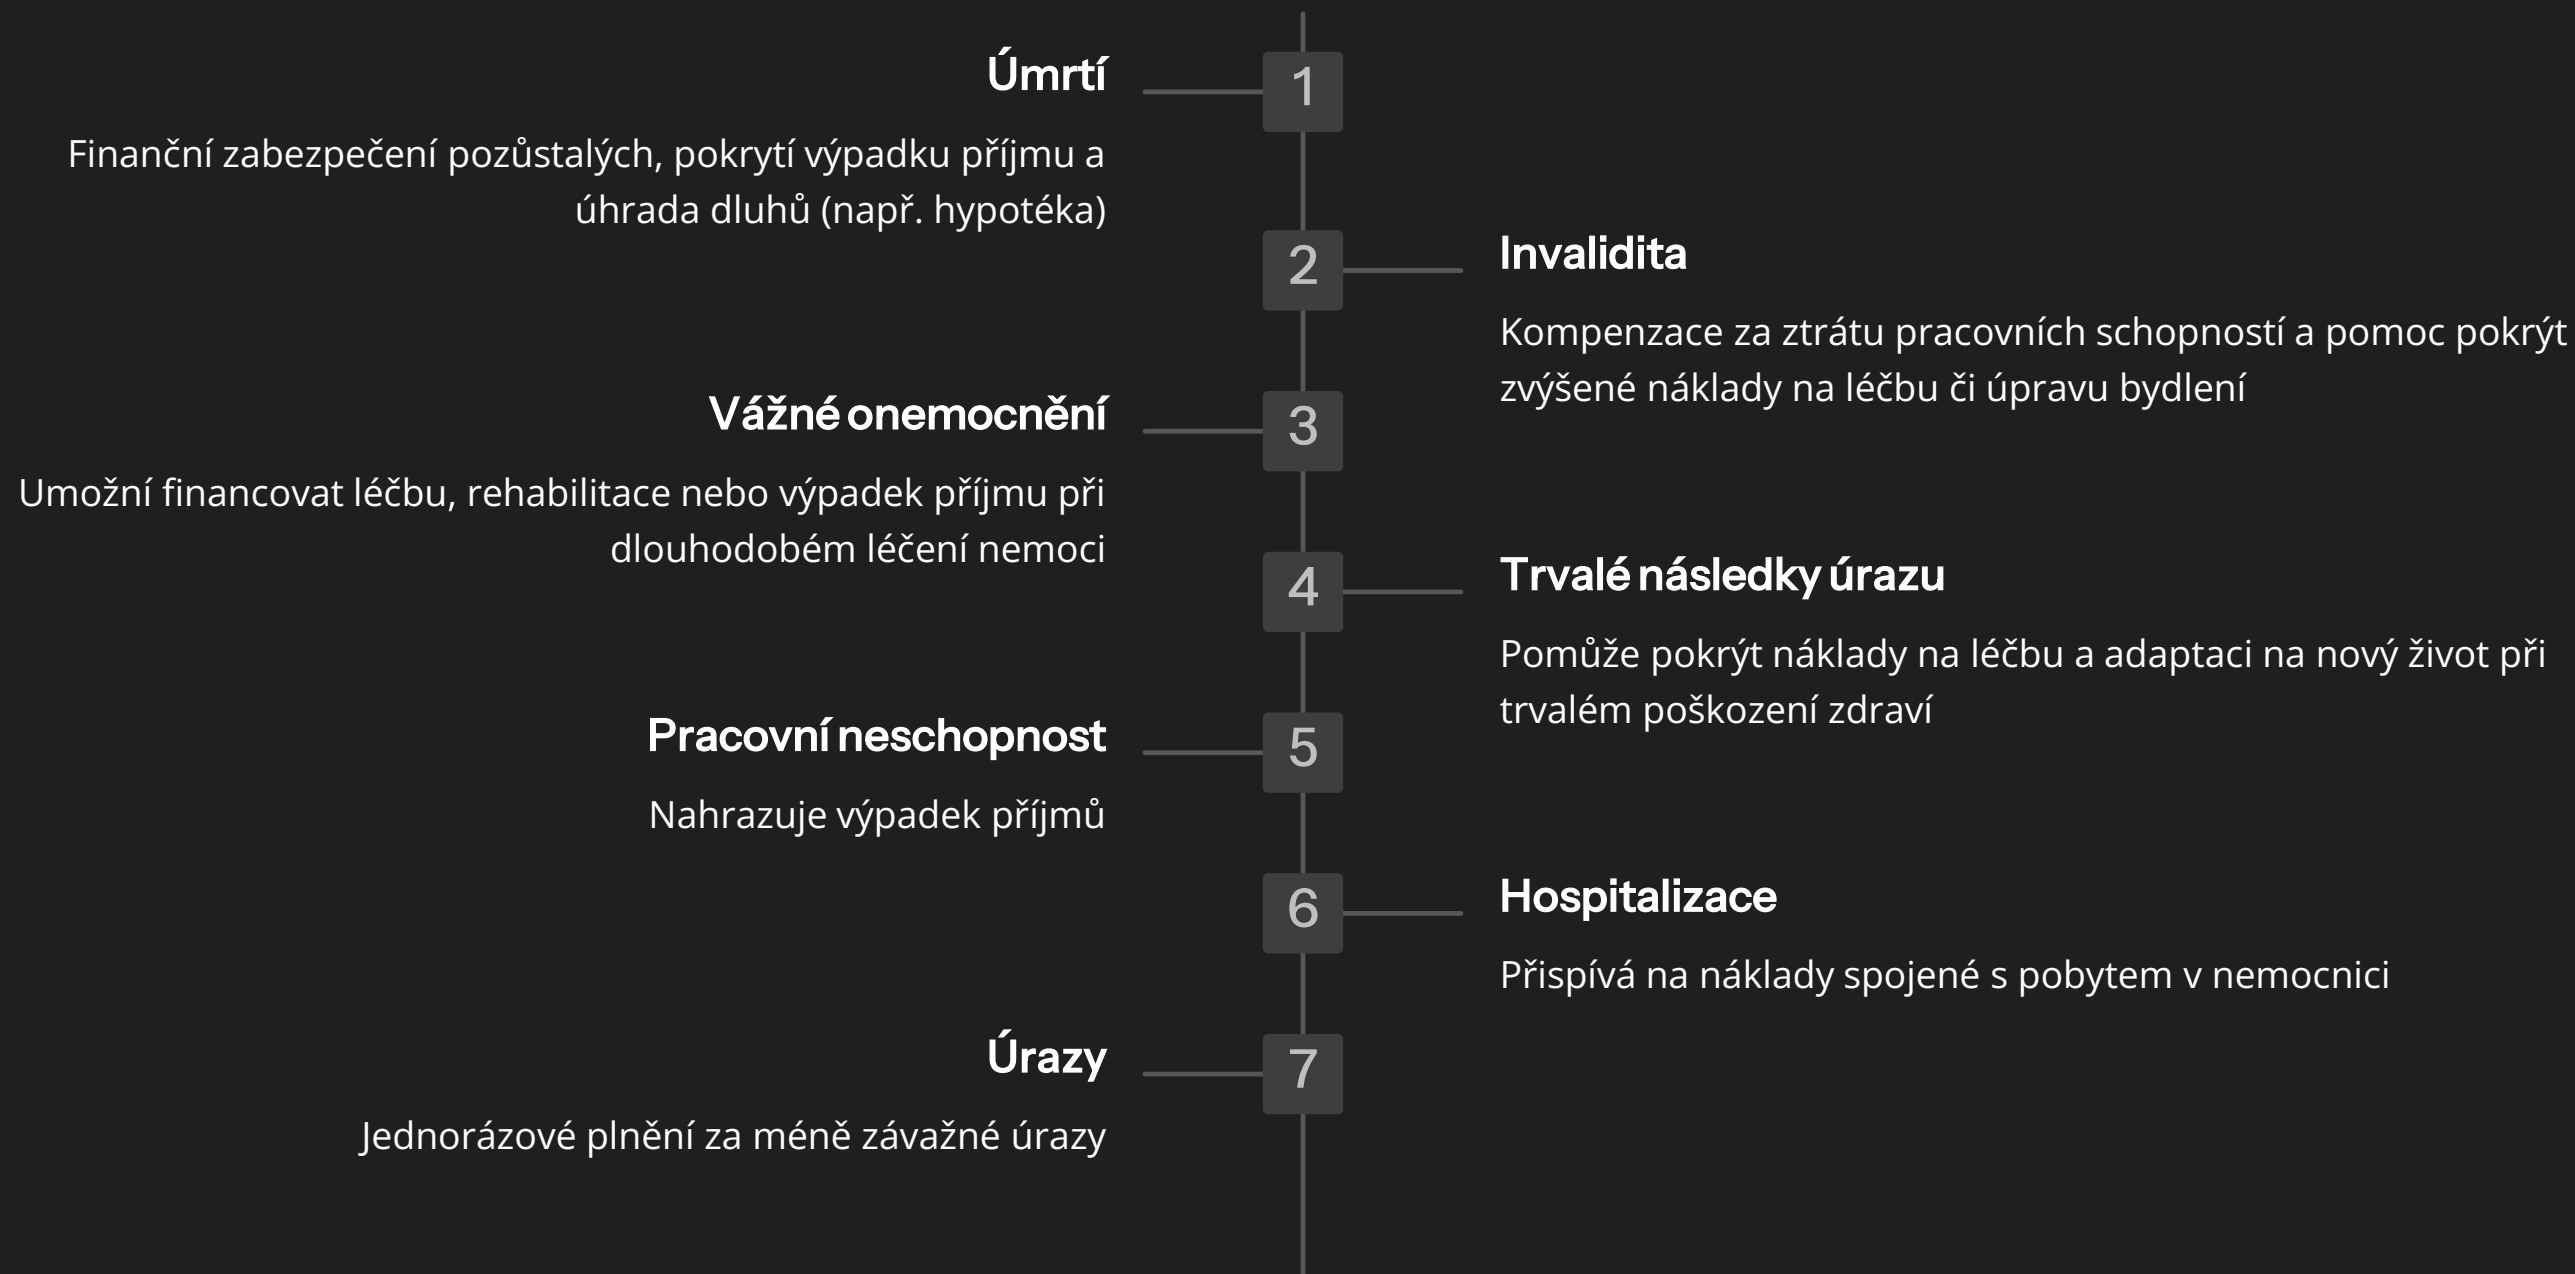 1
Úmrtí
Finanční zabezpečení pozůstalých, pokrytí výpadku příjmu a
úhrada dluhů (např. hypotéka)
2
Invalidita
Kompenzace za ztrátu pracovních schopností a pomoc pokrýt
zvýšené náklady na léčbu či úpravu bydlení
3
Vážné onemocnění
Umožní financovat léčbu, rehabilitace nebo výpadek příjmu při
dlouhodobém léčení nemoci
4
Trvalé následky úrazu
Pomůže pokrýt náklady na léčbu a adaptaci na nový život při
trvalém poškození zdraví
5
Pracovní neschopnost
Nahrazuje výpadek příjmů
6
Hospitalizace
Přispívá na náklady spojené s pobytem v nemocnici
7
Úrazy
Jednorázové plnění za méně závažné úrazy